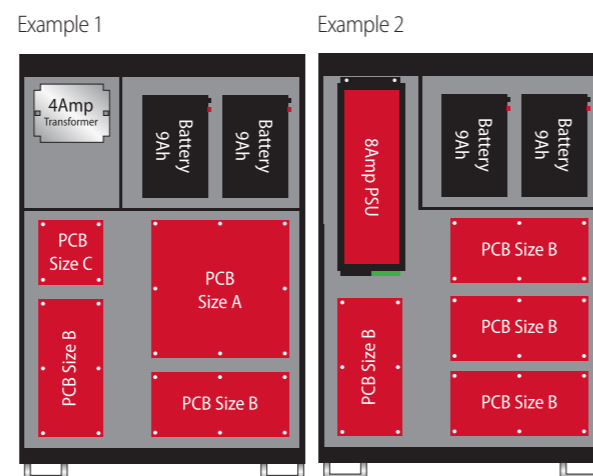 Example 1
Example 2
4Amp
Transformer
Battery
9Ah
Battery
9Ah
PCB
Size C
PCB
Size A
PCB Size B
PCB Size B
8Amp PSU
Battery
9Ah
Battery
9Ah
PCB Size B
PCB Size B
PCB Size B
PCB Size B